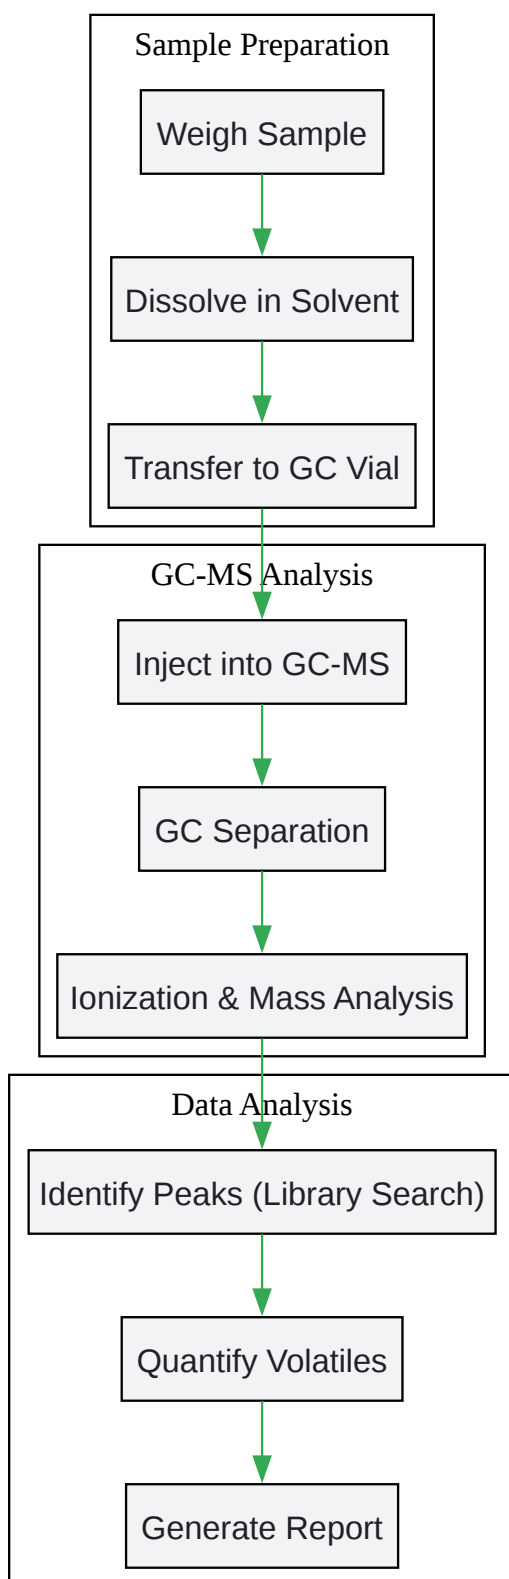 Sample Preparation
Weigh Sample
Dissolve in Solvent
Transfer to GC Vial
GC-MS Analysis
Inject into GC-MS
GC Separation
Ionization & Mass Analysis
Data Analysis
Identify Peaks (Library Search)
Quantify Volatiles
Generate Report